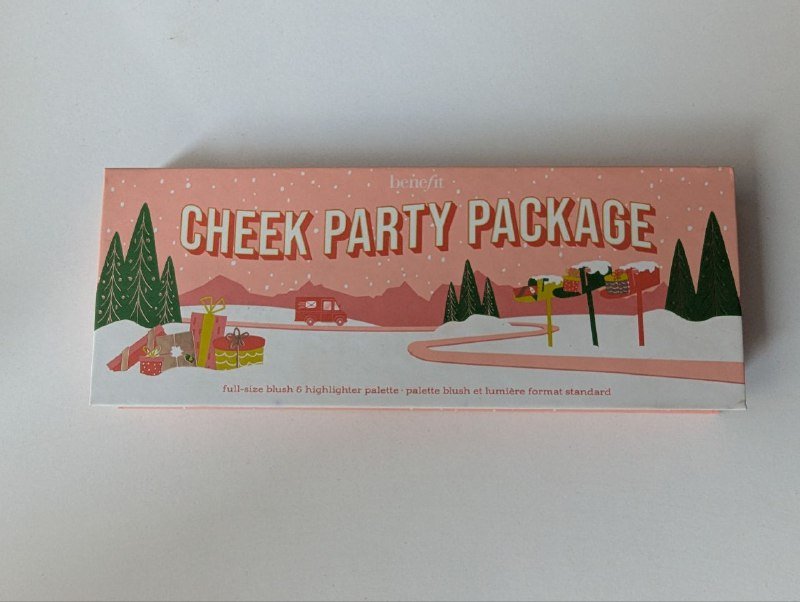 benefit
CHEEK PARTY PACKAGE
full-size blush & highlighter palette · palette blush et lumière format standard